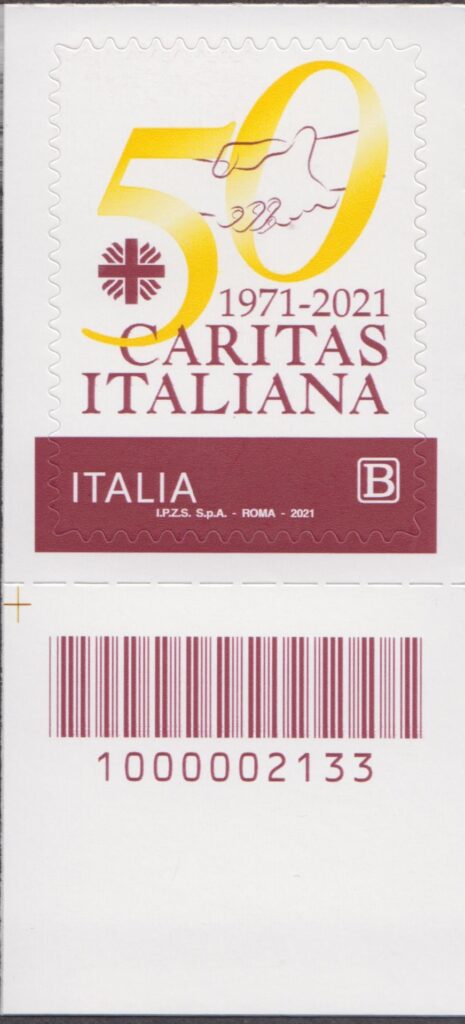 50
1971-2021
CARITAS
ITALIANA
ITALIA B
I.P.Z.S. S.p.A. - ROMA - 2021
1000002133